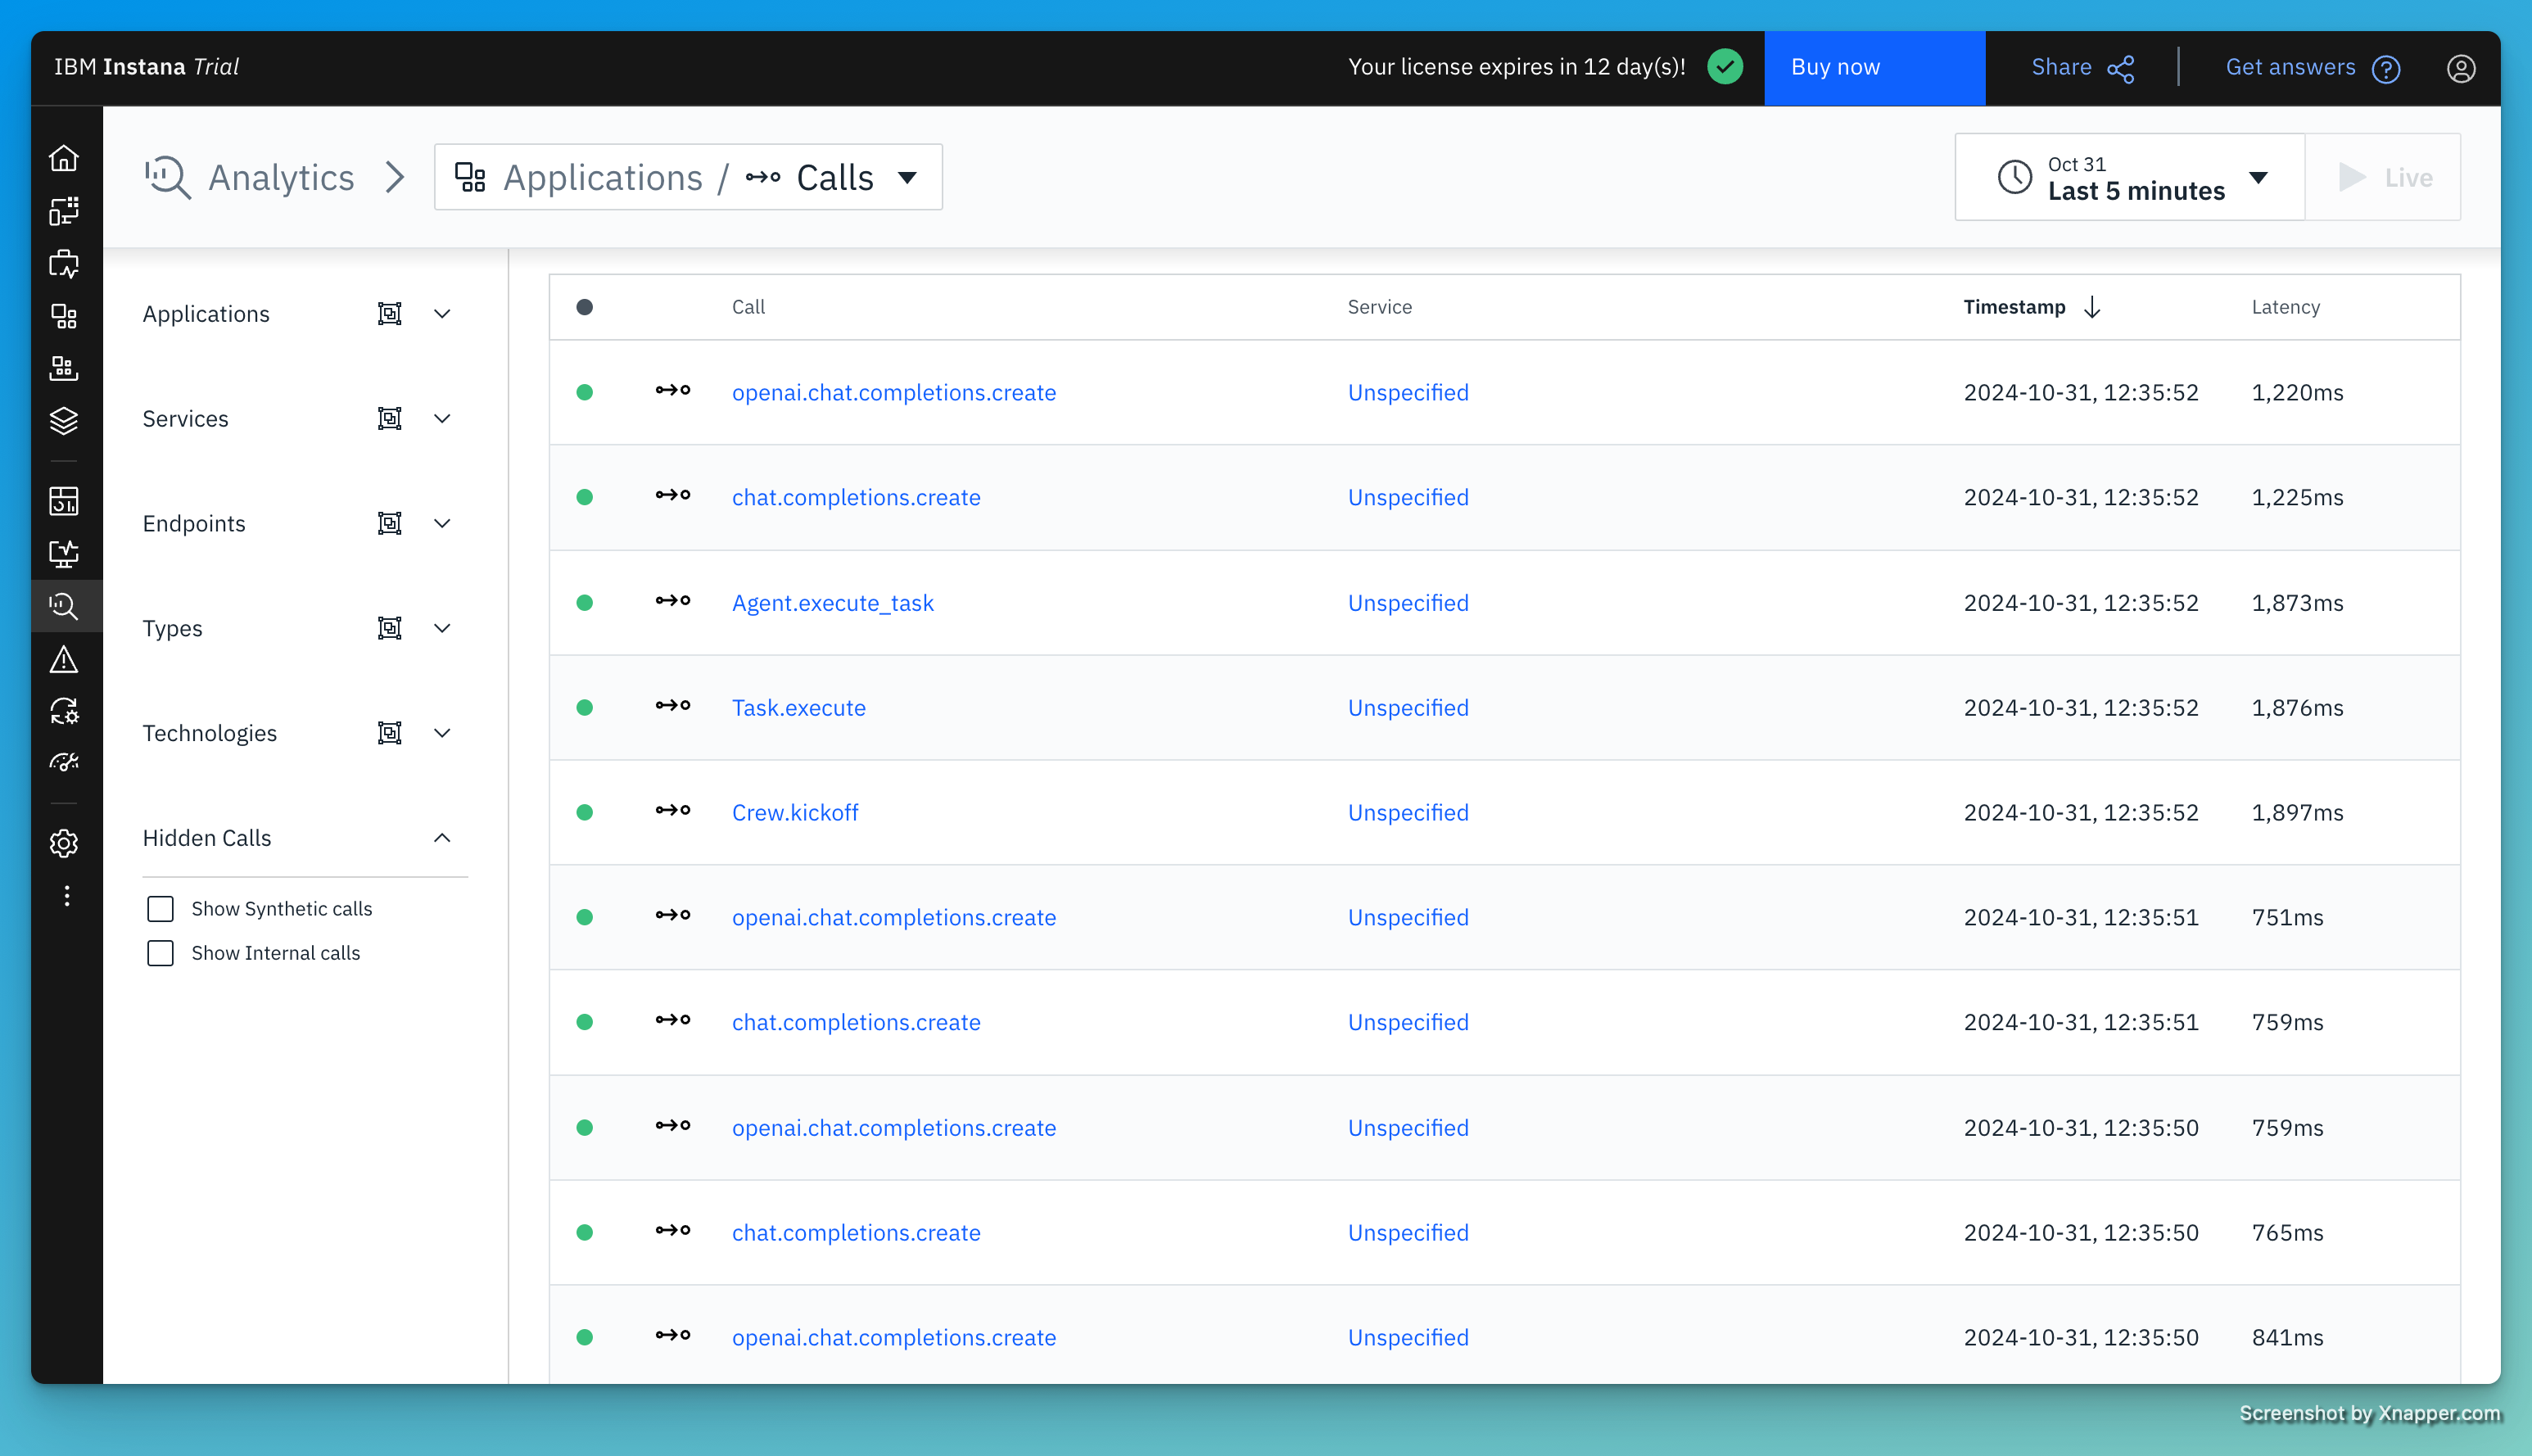 IBM Instana Trial
Your license expires in 12 day(s)!
Buy now
Share
Get answers
Analytics
Applications / Calls
Oct 31
Last 5 minutes
Live
Applications
Services
Endpoints
Types
Technologies
Hidden Calls
Show Synthetic calls
Show Internal calls
Call Service Timestamp Latency
openai.chat.completions.create Unspecified 2024-10-31, 12:35:52 1,220ms
chat.completions.create Unspecified 2024-10-31, 12:35:52 1,225ms
Agent.execute_task Unspecified 2024-10-31, 12:35:52 1,873ms
Task.execute Unspecified 2024-10-31, 12:35:52 1,876ms
Crew.kickoff Unspecified 2024-10-31, 12:35:52 1,897ms
openai.chat.completions.create Unspecified 2024-10-31, 12:35:51 751ms
chat.completions.create Unspecified 2024-10-31, 12:35:51 759ms
openai.chat.completions.create Unspecified 2024-10-31, 12:35:50 759ms
chat.completions.create Unspecified 2024-10-31, 12:35:50 765ms
openai.chat.completions.create Unspecified 2024-10-31, 12:35:50 841ms
Screenshot by Xnapper.com